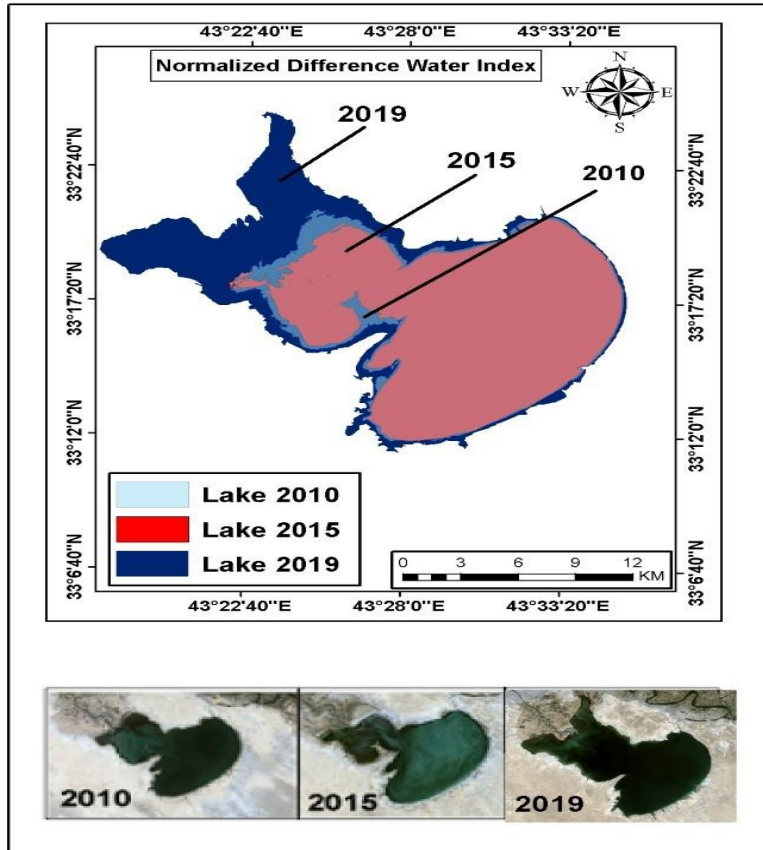 43°22'40"E 43°28'0"E 43°33'20"E
Normalized Difference Water Index
N
W E
S
2019
2015
2010
33°22'40"N 33°22'40"N
33°17'20"N 33°17'20"N
33°12'0"N 33°12'0"N
33°6'40"N 33°6'40"N
Lake 2010
Lake 2015
Lake 2019
0 3 6 9 12
KM
43°22'40"E 43°28'0"E 43°33'20"E
2010 2015 2019